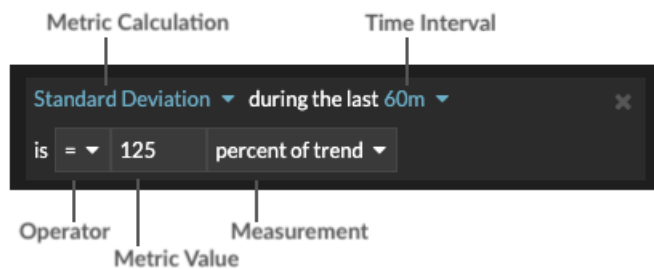 Metric Calculation
Time Interval
Standard Deviation during the last 60m
is = 125 percent of trend
Operator
Measurement
Metric Value